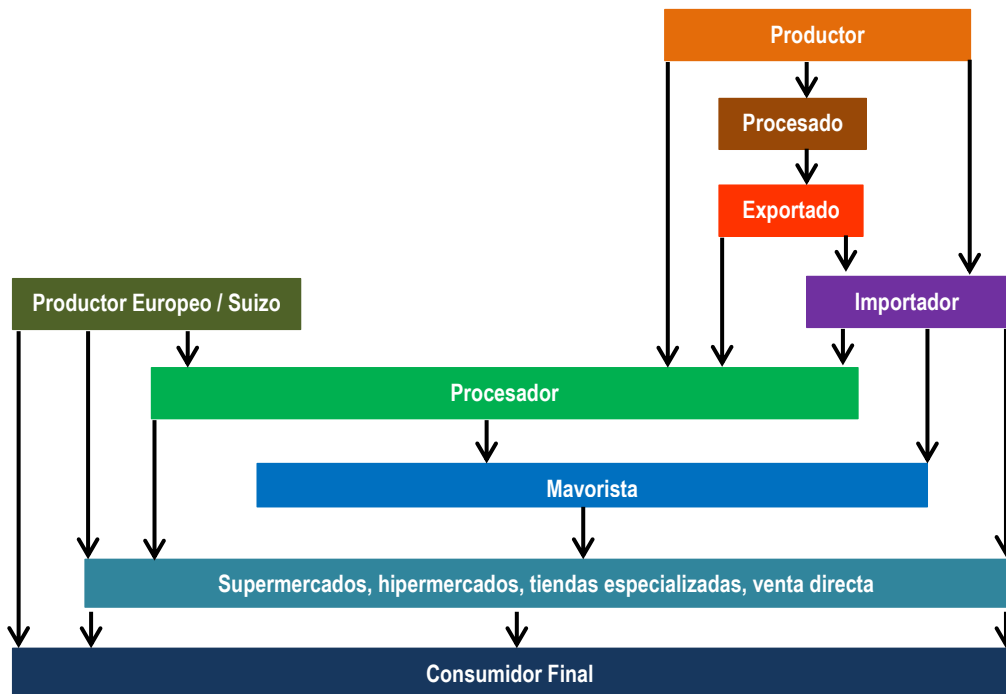 Productor
Procesado
Exportado
Productor Europeo / Suizo
Importador
Procesador
Mavorista
Supermercados, hipermercados, tiendas especializadas, venta directa
Consumidor Final